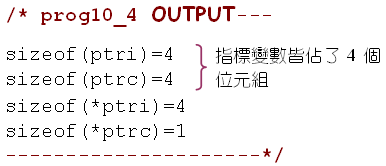 /* prog10_4 OUTPUT---
sizeof(ptri)=4
sizeof(ptrc)=4
指標變數皆佔了 4 個
位元組
sizeof(*ptri)=4
sizeof(*ptrc)=1
----------------------*/